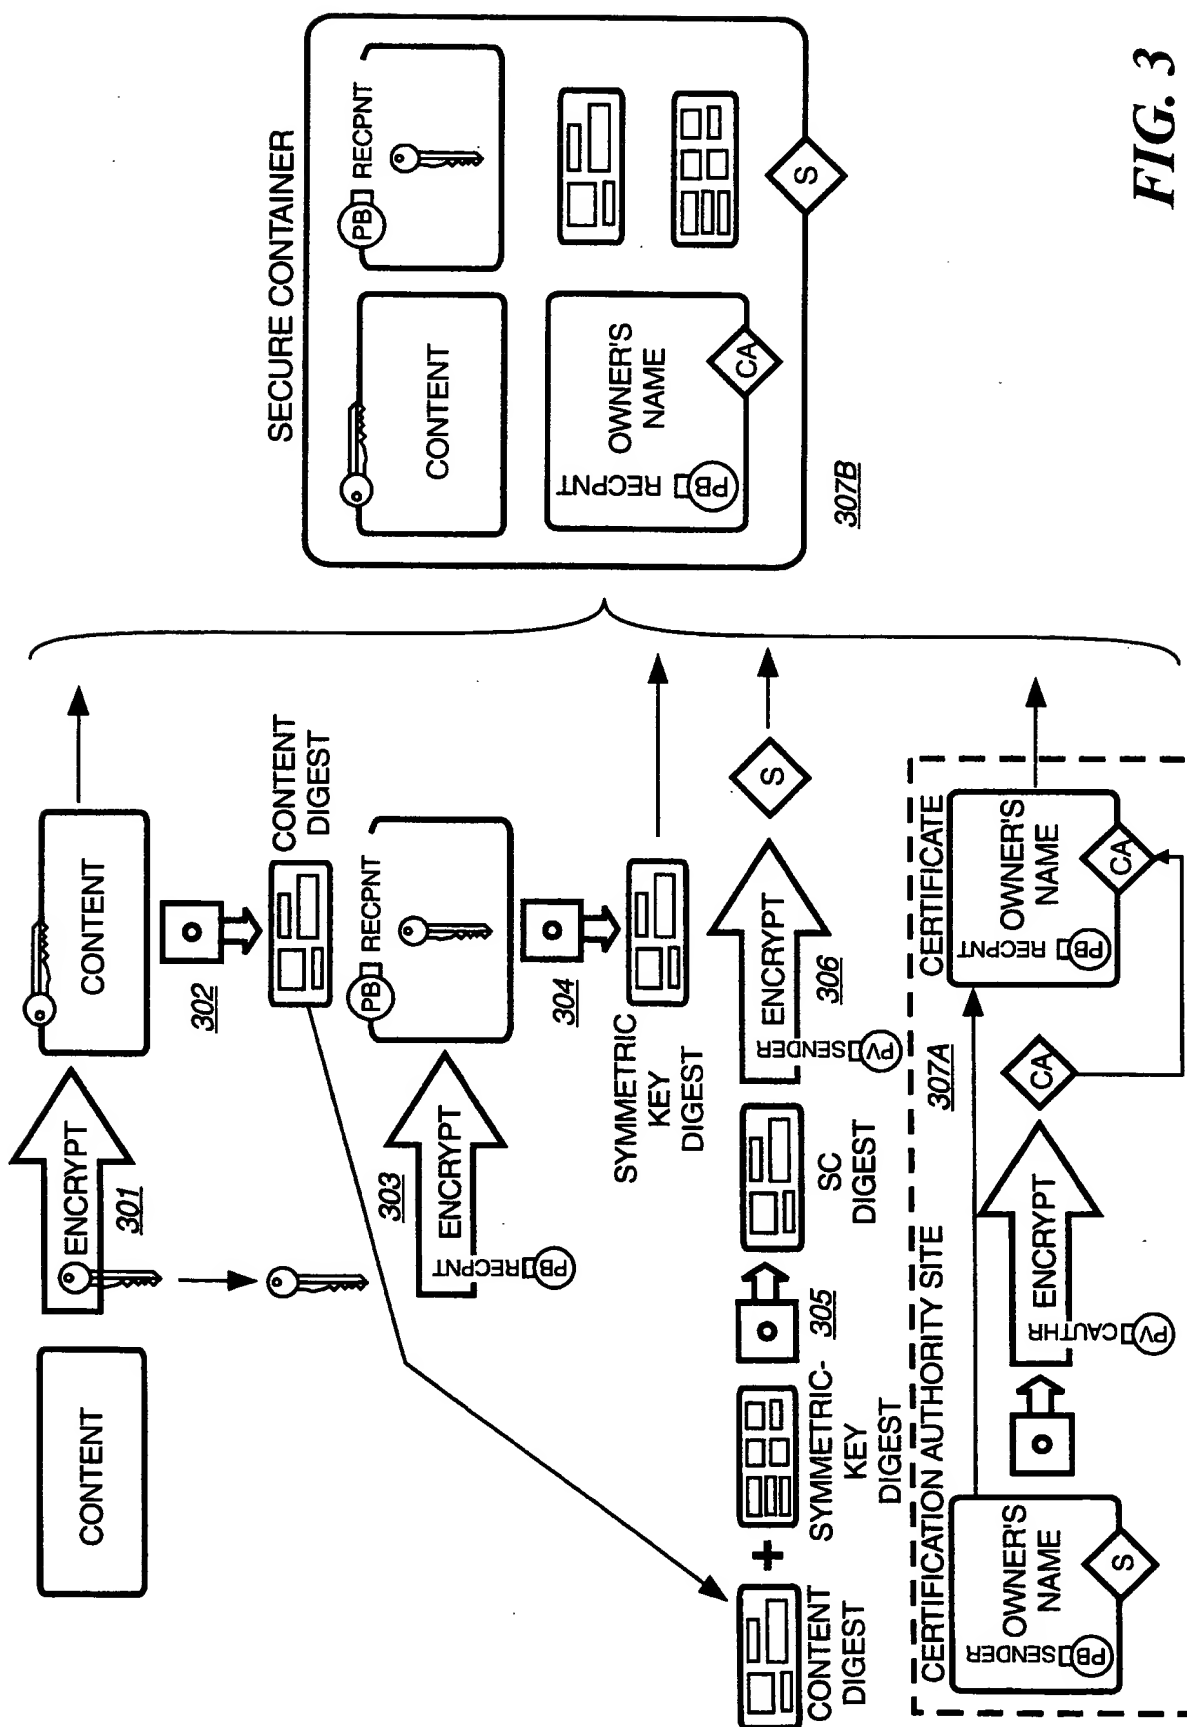 CONTENT
ENCRYPT
301
CONTENT
302
CONTENT
DIGEST
303
ENCRYPT
PB RECPNT
PB RECPNT
304
SYMMETRIC
KEY
DIGEST
CONTENT
DIGEST
+
SYMMETRIC-
KEY
DIGEST
305
SC
DIGEST
ENCRYPT
PV SENDER
306
S
CERTIFICATION AUTHORITY SITE
307A
CERTIFICATE
OWNER'S
NAME
PB SENDER
S
ENCRYPT
PV CAUTHR
CA
OWNER'S
NAME
PB RECPNT
CA
SECURE CONTAINER
CONTENT
PB RECPNT
OWNER'S
NAME
PB RECPNT
CA
S
307B
FIG. 3